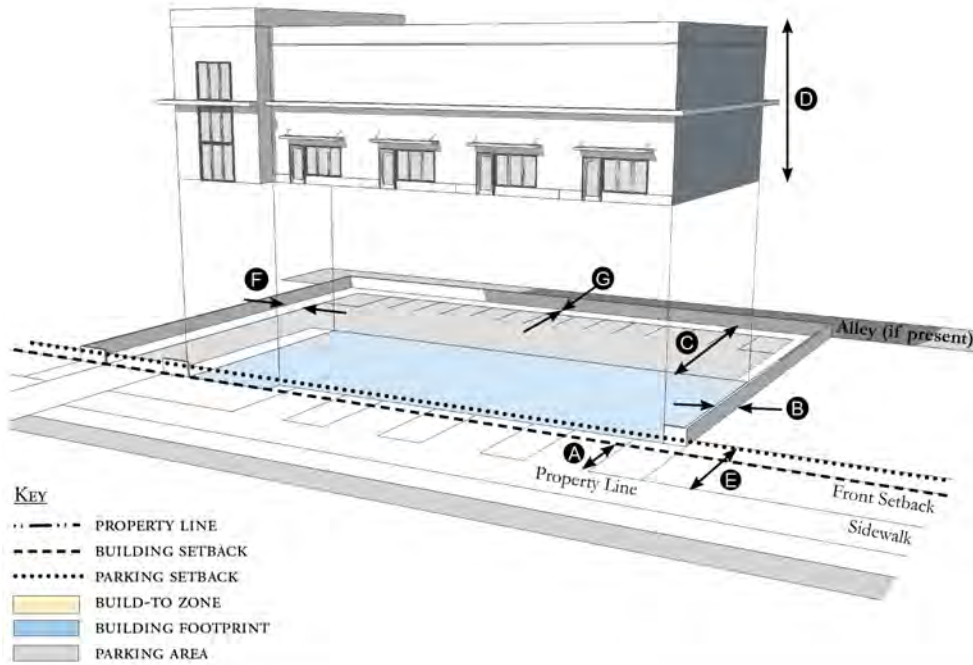 D
F
G
Alley (if present)
C
B
A
E
Property Line
Front Setback
Sidewalk
KEY
PROPERTY LINE
BUILDING SETBACK
PARKING SETBACK
BUILD-TO ZONE
BUILDING FOOTPRINT
PARKING AREA